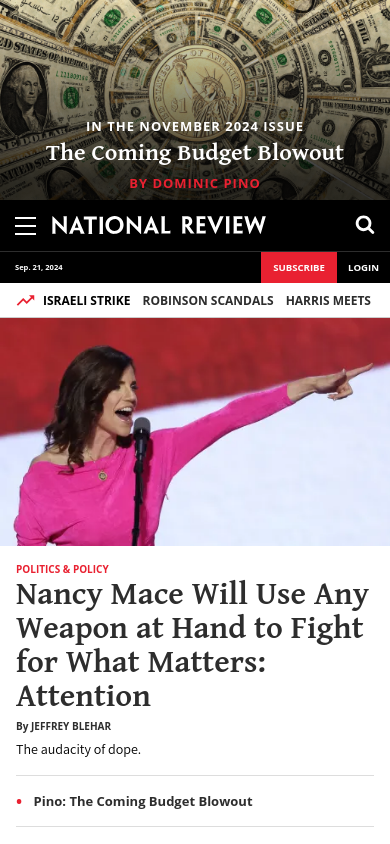 IN THE NOVEMBER 2024 ISSUE
The Coming Budget Blowout
BY DOMINIC PINO
NATIONAL REVIEW
Sep. 21, 2024
SUBSCRIBE
LOGIN
ISRAELI STRIKE ROBINSON SCANDALS HARRIS MEETS
POLITICS & POLICY
Nancy Mace Will Use Any
Weapon at Hand to Fight
for What Matters:
Attention
By JEFFREY BLEHAR
The audacity of dope.
• Pino: The Coming Budget Blowout